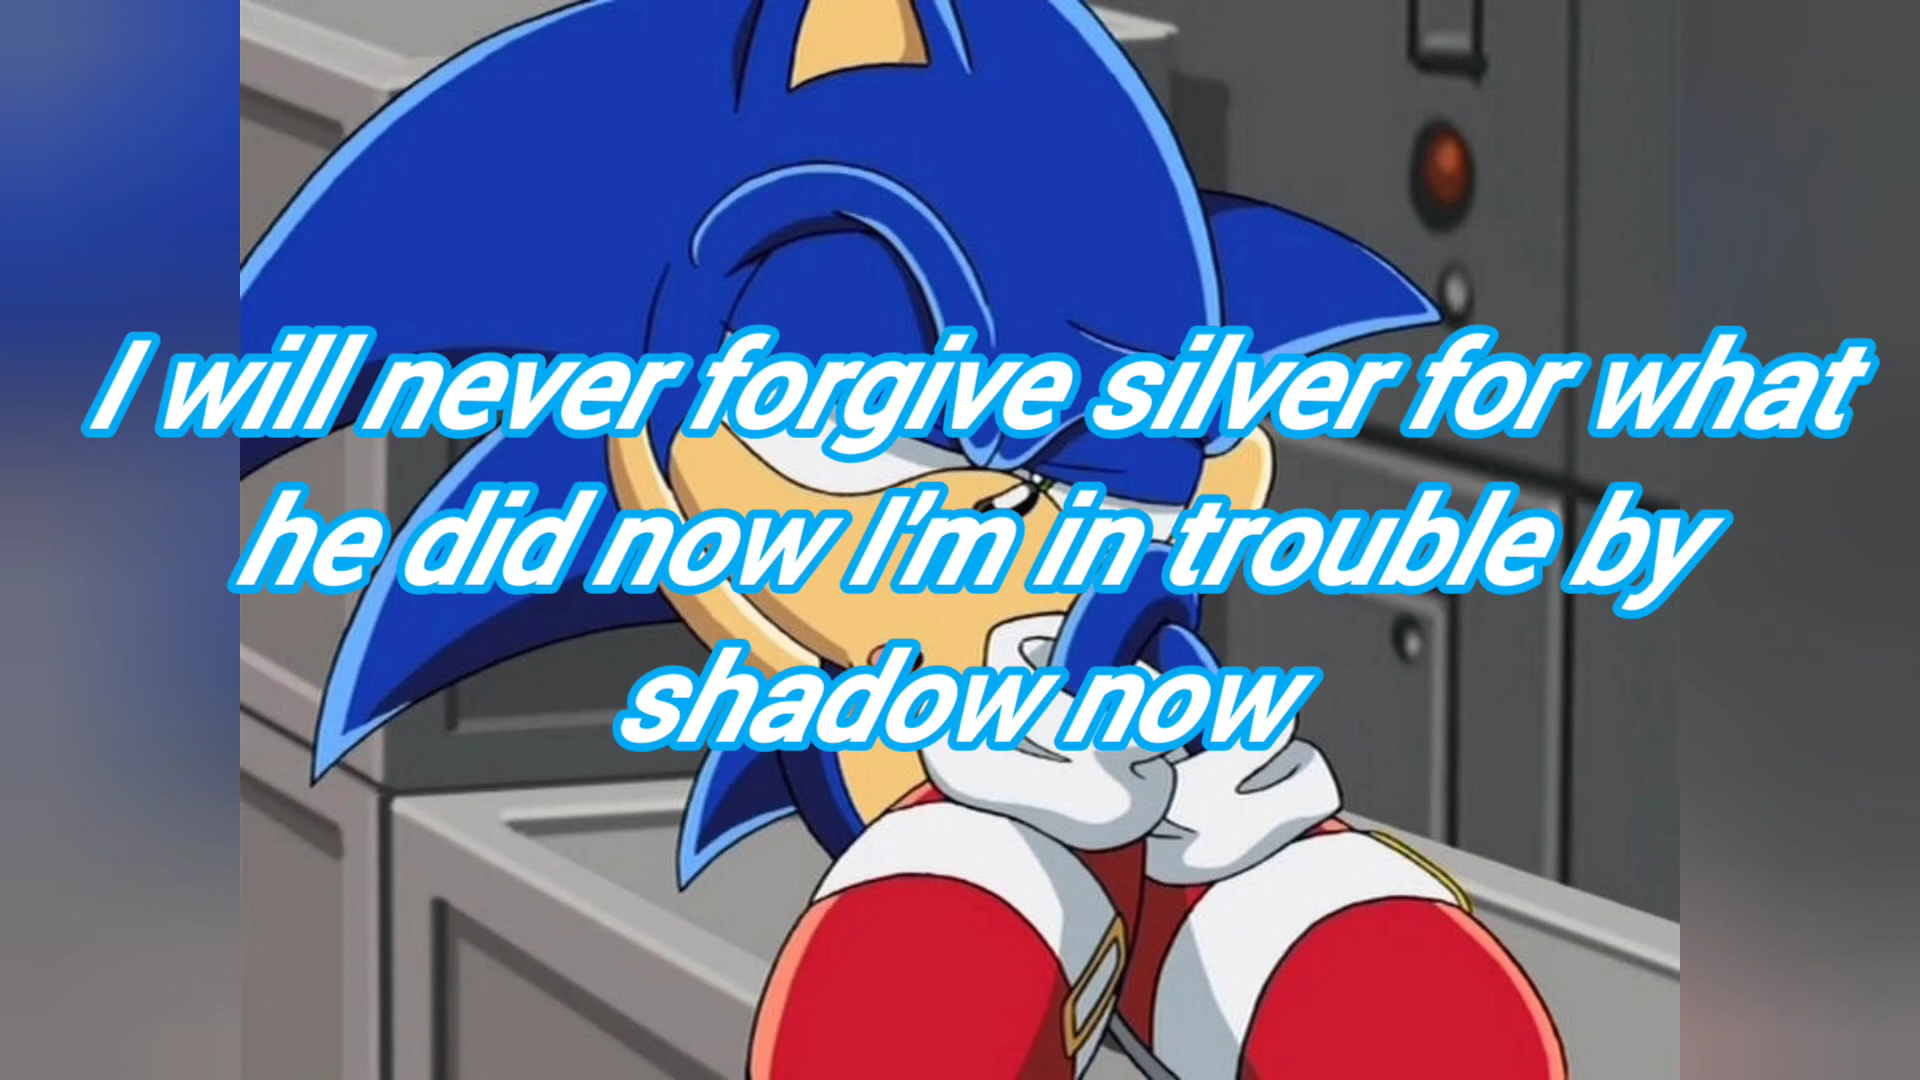 I will never forgive silver for what
he did now I'm in trouble by
shadow now